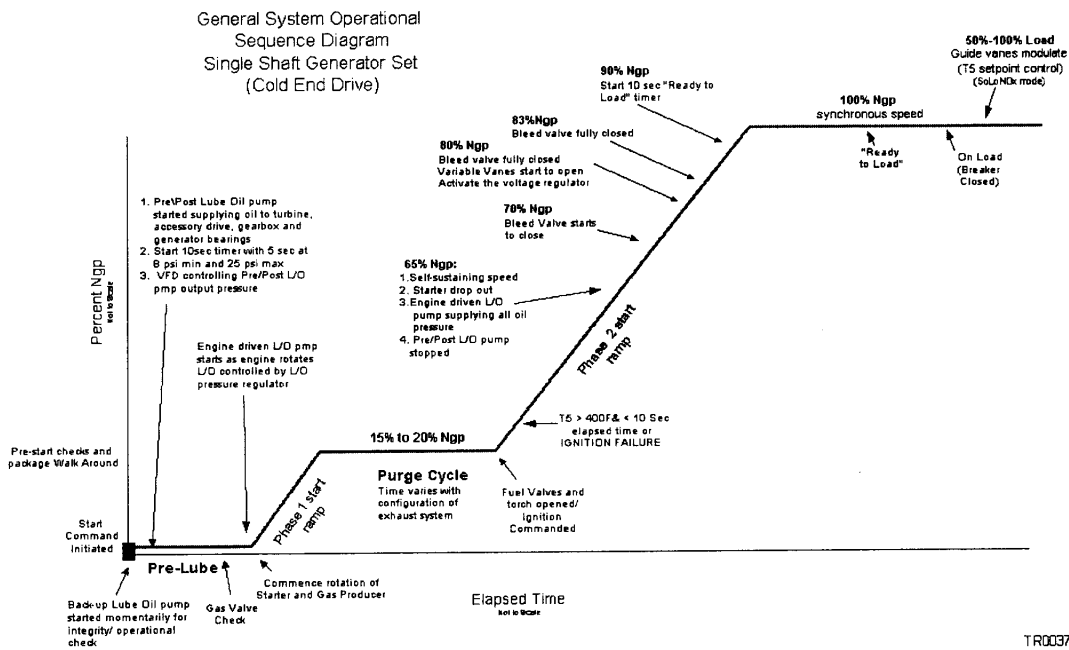 General System Operational
Sequence Diagram
Single Shaft Generator Set
(Cold End Drive)
50%-100% Load
Guide vanes modulate
(T5 setpoint control)
(SoLoNOx mode)
90% Ngp
Start 10 sec "Ready to
Load" timer
100% Ngp
synchronous speed
83%Ngp
Bleed valve fully closed
80% Ngp
Bleed valve fully closed
Variable Vanes start to open
Activate the voltage regulator
"Ready
to Load"
On Load
(Breaker
Closed)
70% Ngp
Bleed Valve starts
to close
1. Pre\Post Lube Oil pump
started supplying oil to turbine,
accessory drive, gearbox and
generator bearings
2. Start 10sec timer with 5 sec at
8 psi min and 25 psi max
3. VFD controlling Pre/Post L/O
pmp output pressure
65% Ngp:
1.Self-sustaining speed
2. Starter drop out
3.Engine driven L/O
pump supplying all oil
pressure
4. Pre/Post L/O pump
stopped
Percent Ngp
Not to Scale
Engine driven L/O pmp
starts as engine rotates
L/O controlled by L/O
pressure regulator
Phase 2 start
ramp
T5 > 400F& < 10 Sec
elapsed time or
IGNITION FAILURE
Pre-start checks and
package Walk Around
15% to 20% Ngp
Purge Cycle
Time varies with
configuration of
exhaust system
Fuel Valves and
torch opened/
Ignition
Commanded
Phase 1 start
ramp
Start
Command
Initiated
Pre-Lube
Commence rotation of
Starter and Gas Producer
Elapsed Time
Not to Scale
Back-up Lube Oil pump
started momentarily for
integrity/ operational
check
Gas Valve
Check
TR0037